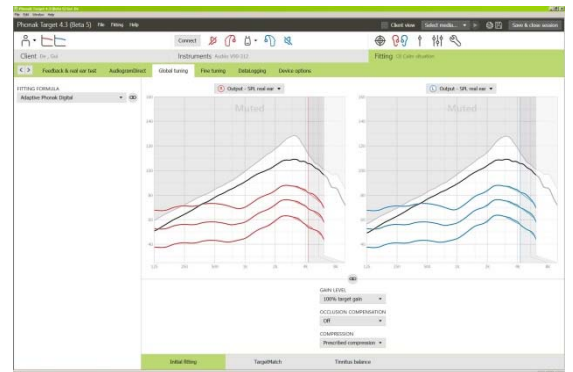 Phonak Target 4.3 (Beta 5)
File Fitting Help
Client view
Select media...
Save & close session
Connect
Client
Instruments
Fitting
Calm situation
Feedback & real ear test
AudiogramDirect
Global tuning
Fine tuning
DataLogging
Device options
FITTING FORMULA
Adaptive Phonak Digital
R Output - SPL real ear
L Output - SPL real ear
Muted
Muted
GAIN LEVEL
100% target gain
OCCLUSION COMPENSATION
Off
COMPRESSION
Prescribed compression
Initial fitting
TargetMatch
Tinnitus balance